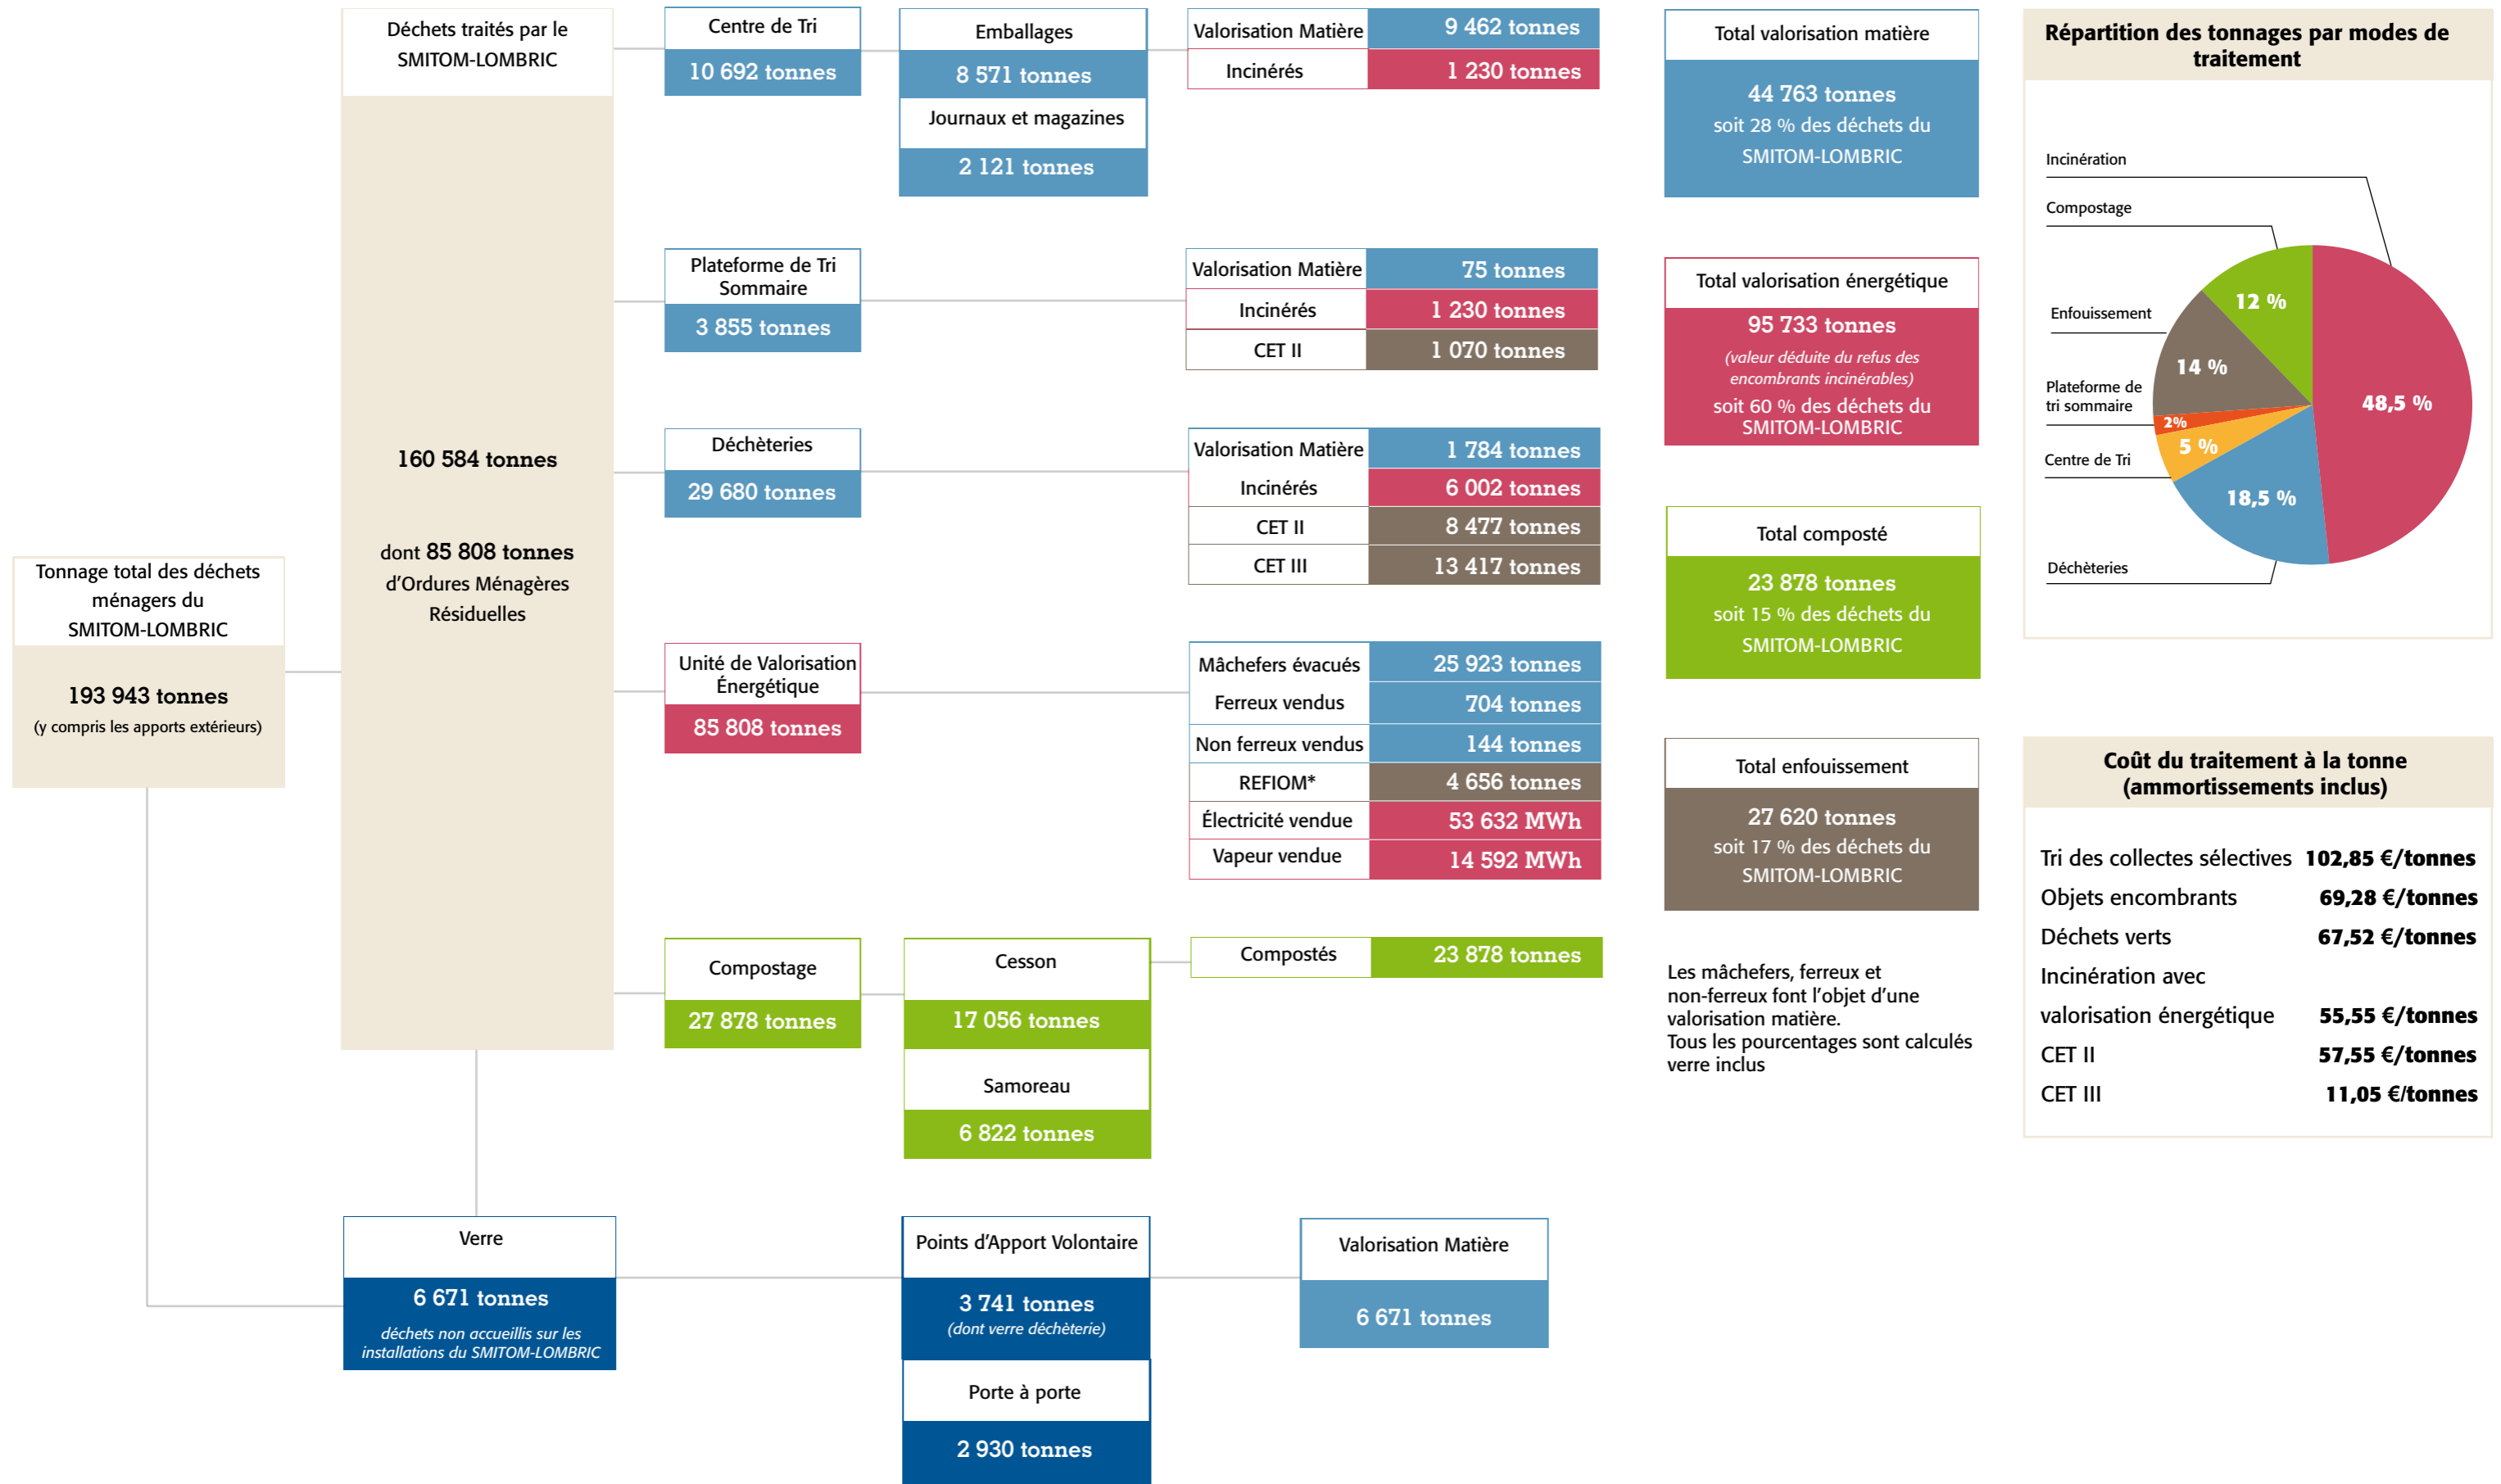 Déchets traités par le
SMITOM-LOMBRIC
160 584 tonnes
dont 85 808 tonnes
d'Ordures Ménagères
Résiduelles
Tonnage total des déchets
ménagers du
SMITOM-LOMBRIC
193 943 tonnes
(y compris les apports extérieurs)
Centre de Tri
10 692 tonnes
Emballages
8 571 tonnes
Journaux et magazines
2 121 tonnes
Valorisation Matière 9 462 tonnes
Incinérés 1 230 tonnes
Plateforme de Tri
Sommaire
3 855 tonnes
Valorisation Matière 75 tonnes
Incinérés 1 230 tonnes
CET II 1 070 tonnes
Déchèteries
29 680 tonnes
Valorisation Matière 1 784 tonnes
Incinérés 6 002 tonnes
CET II 8 477 tonnes
CET III 13 417 tonnes
Unité de Valorisation
Énergétique
85 808 tonnes
Mâchefers évacués 25 923 tonnes
Ferreux vendus 704 tonnes
Non ferreux vendus 144 tonnes
REFIOM* 4 656 tonnes
Électricité vendue 53 632 MWh
Vapeur vendue 14 592 MWh
Compostage
27 878 tonnes
Cesson
17 056 tonnes
Samoreau
6 822 tonnes
Compostés 23 878 tonnes
Verre
6 671 tonnes
déchets non accueillis sur les
installations du SMITOM-LOMBRIC
Points d'Apport Volontaire
3 741 tonnes
(dont verre déchèterie)
Porte à porte
2 930 tonnes
Valorisation Matière
6 671 tonnes
Total valorisation matière
44 763 tonnes
soit 28 % des déchets du
SMITOM-LOMBRIC
Total valorisation énergétique
95 733 tonnes
(valeur déduite du refus des
encombrants incinérables)
soit 60 % des déchets du
SMITOM-LOMBRIC
Total composté
23 878 tonnes
soit 15 % des déchets du
SMITOM-LOMBRIC
Total enfouissement
27 620 tonnes
soit 17 % des déchets du
SMITOM-LOMBRIC
Les mâchefers, ferreux et
non-ferreux font l'objet d'une
valorisation matière.
Tous les pourcentages sont calculés
verre inclus
Répartition des tonnages par modes de
traitement
Incinération
Compostage
Enfouissement
Plateforme de
tri sommaire
Centre de Tri
Déchèteries
12 %
14 %
48,5 %
2%
5 %
18,5 %
Coût du traitement à la tonne
(ammortissements inclus)
Tri des collectes sélectives 102,85 €/tonnes
Objets encombrants 69,28 €/tonnes
Déchets verts 67,52 €/tonnes
Incinération avec
valorisation énergétique 55,55 €/tonnes
CET II 57,55 €/tonnes
CET III 11,05 €/tonnes